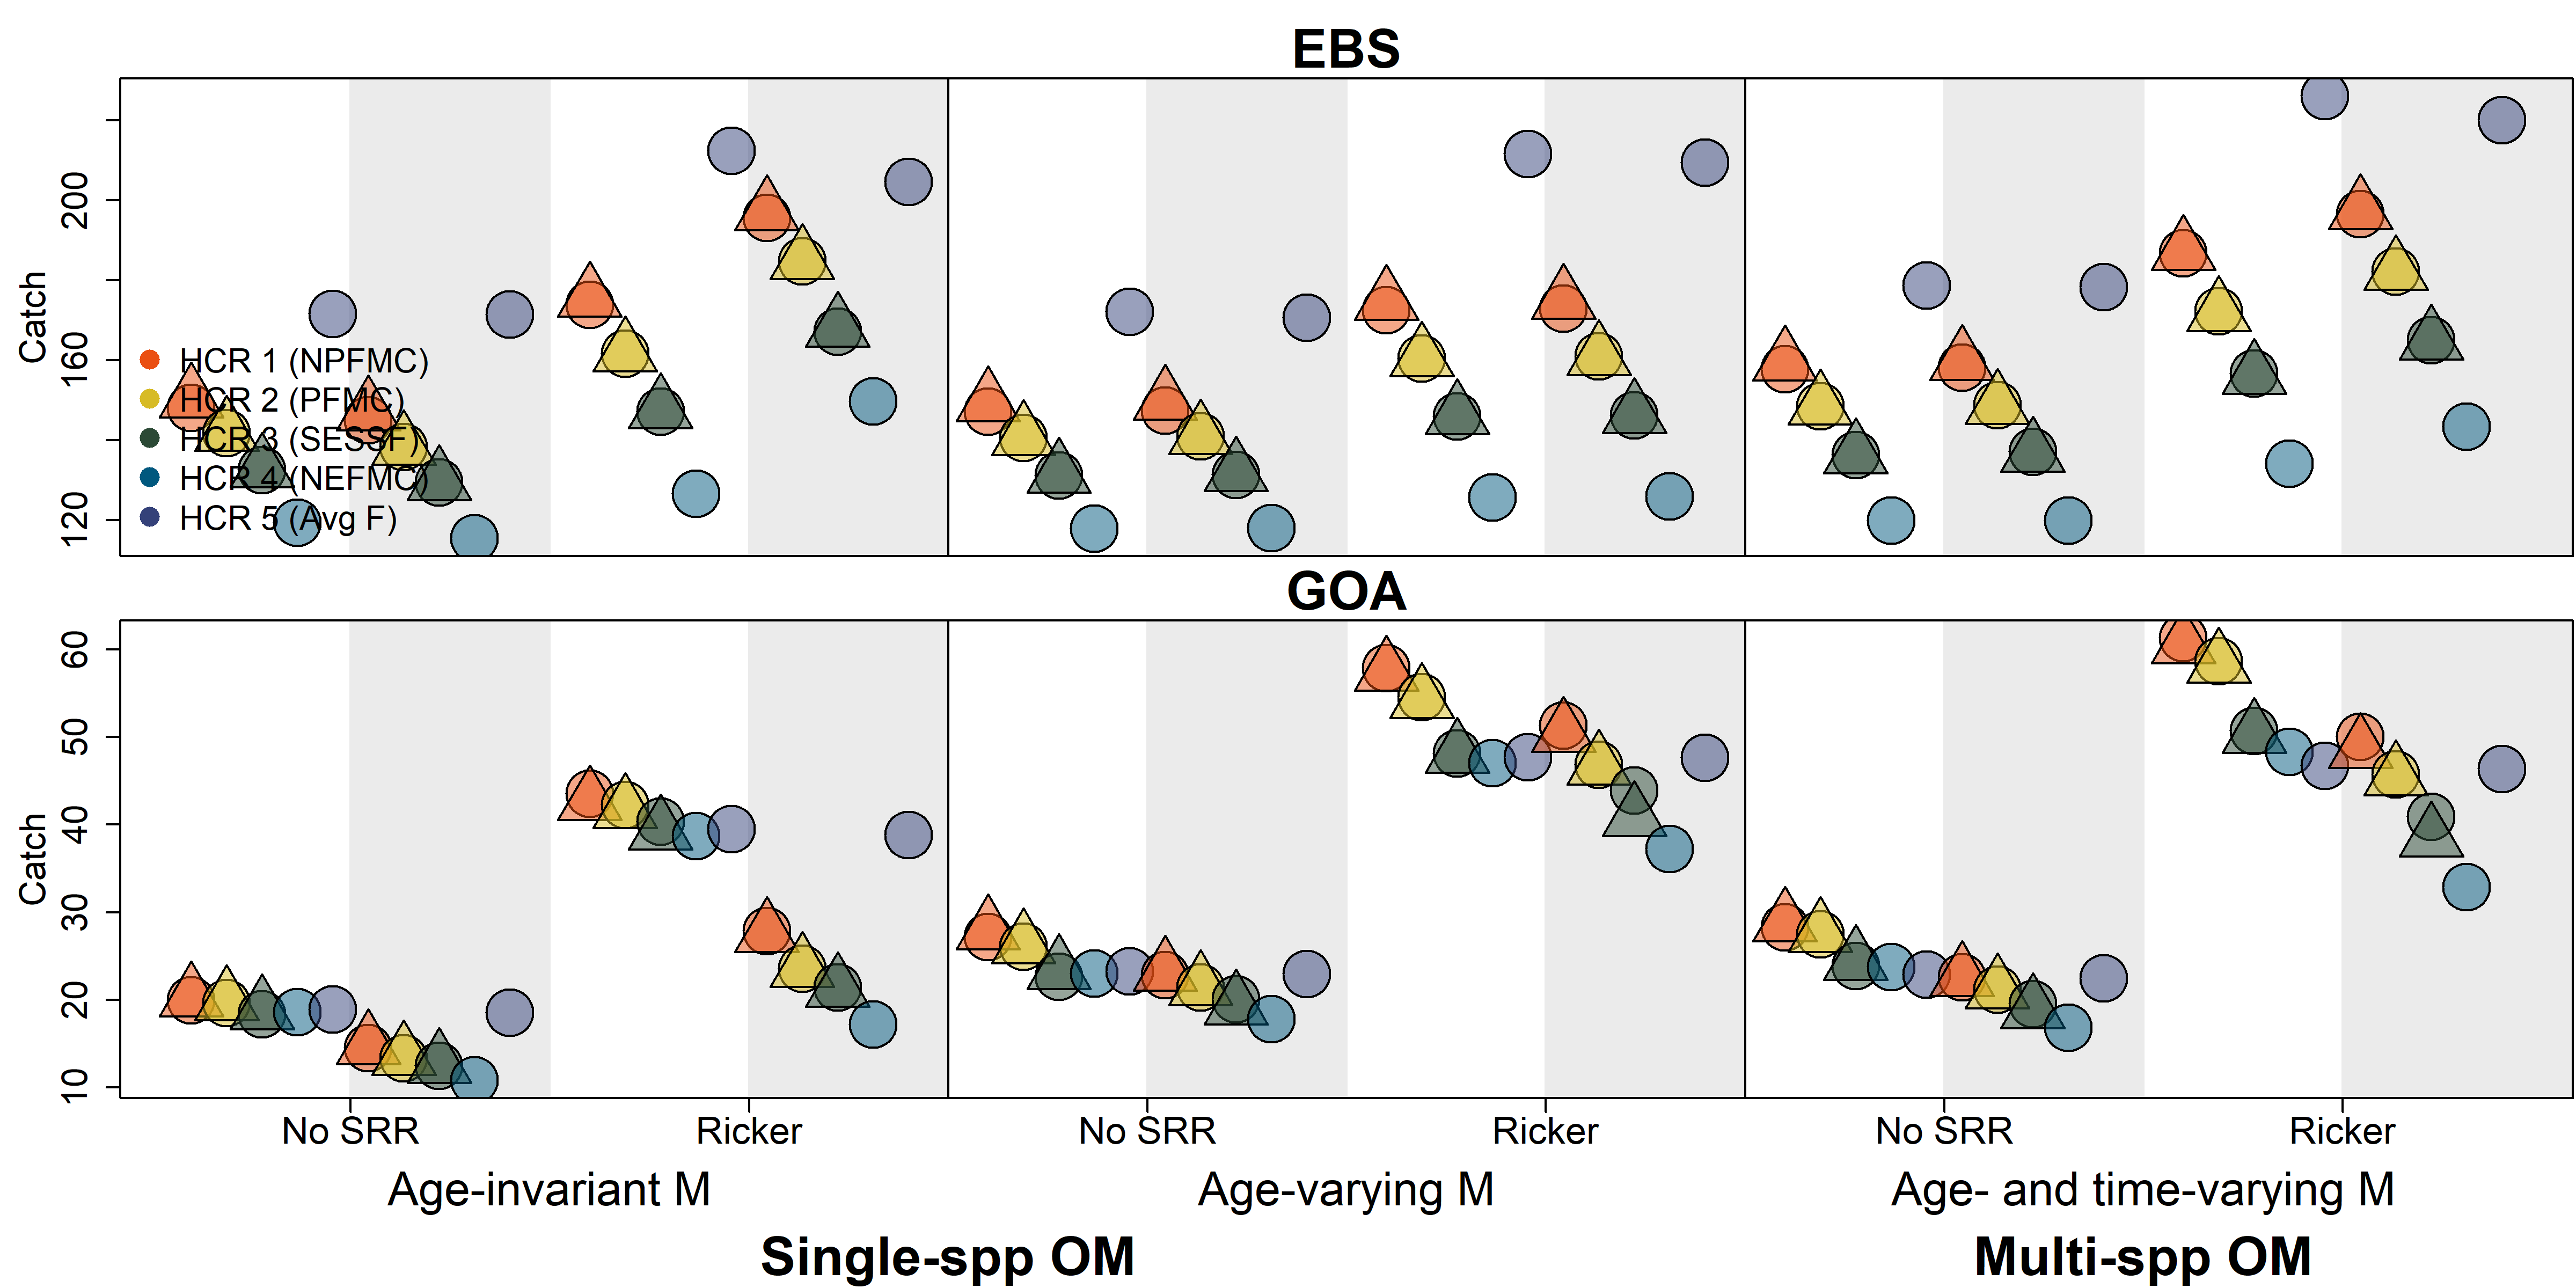 EBS
Catch
200
160
120
HCR 1 (NPFMC)
HCR 2 (PFMC)
HCR 3 (SESSF)
HCR 4 (NEFMC)
HCR 5 (Avg F)
GOA
Catch
60
50
40
30
20
10
No SRR Ricker No SRR Ricker No SRR Ricker
Age-invariant M Age-varying M Age- and time-varying M
Single-spp OM Multi-spp OM